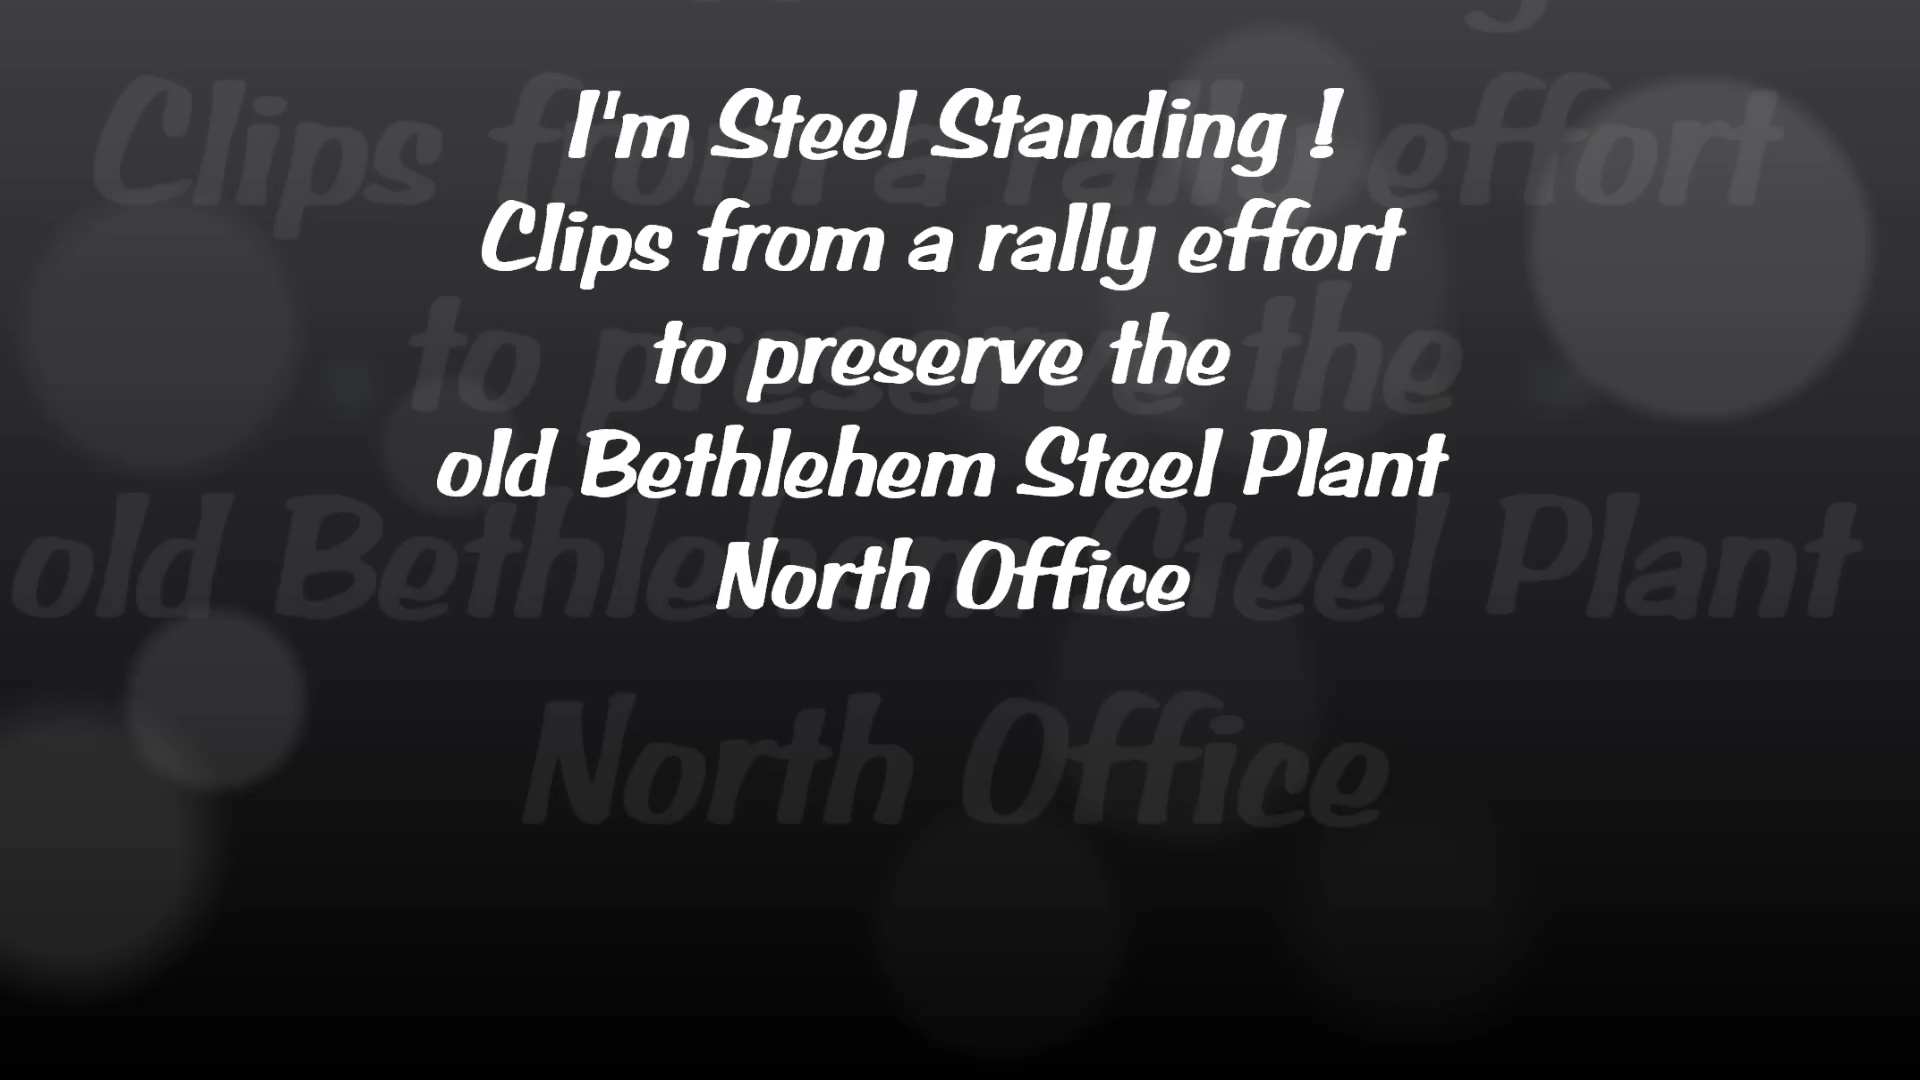 I'm Steel Standing !
Clips from a rally effort
to preserve the
old Bethlehem Steel Plant
North Office